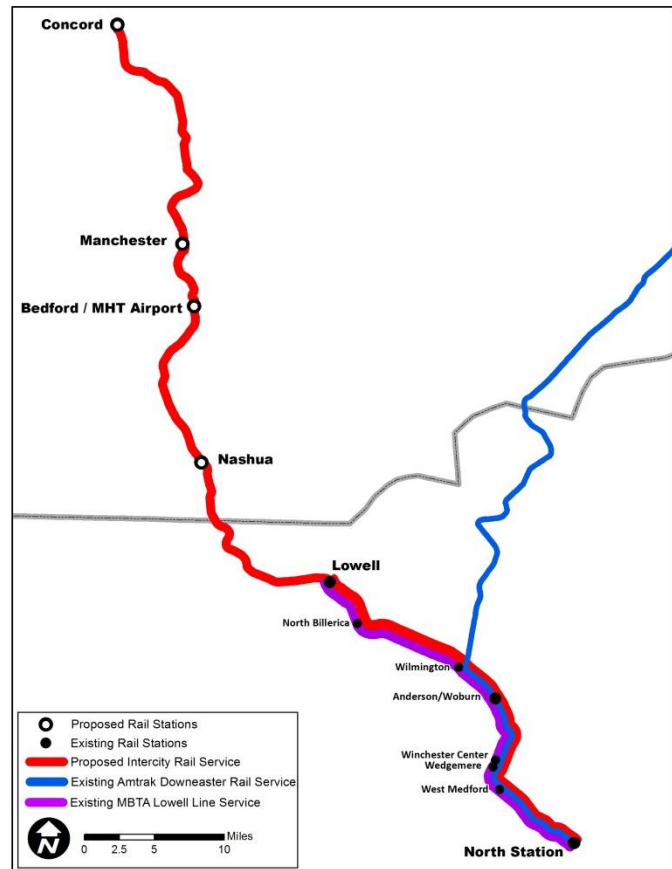 Concord
Manchester
Bedford / MHT Airport
Nashua
Lowell
North Billerica
Wilmington
Anderson/Woburn
Winchester Center
Wedgemere
West Medford
North Station
Proposed Rail Stations
Existing Rail Stations
Proposed Intercity Rail Service
Existing Amtrak Downeaster Rail Service
Existing MBTA Lowell Line Service
N
Miles
0 2.5 5 10